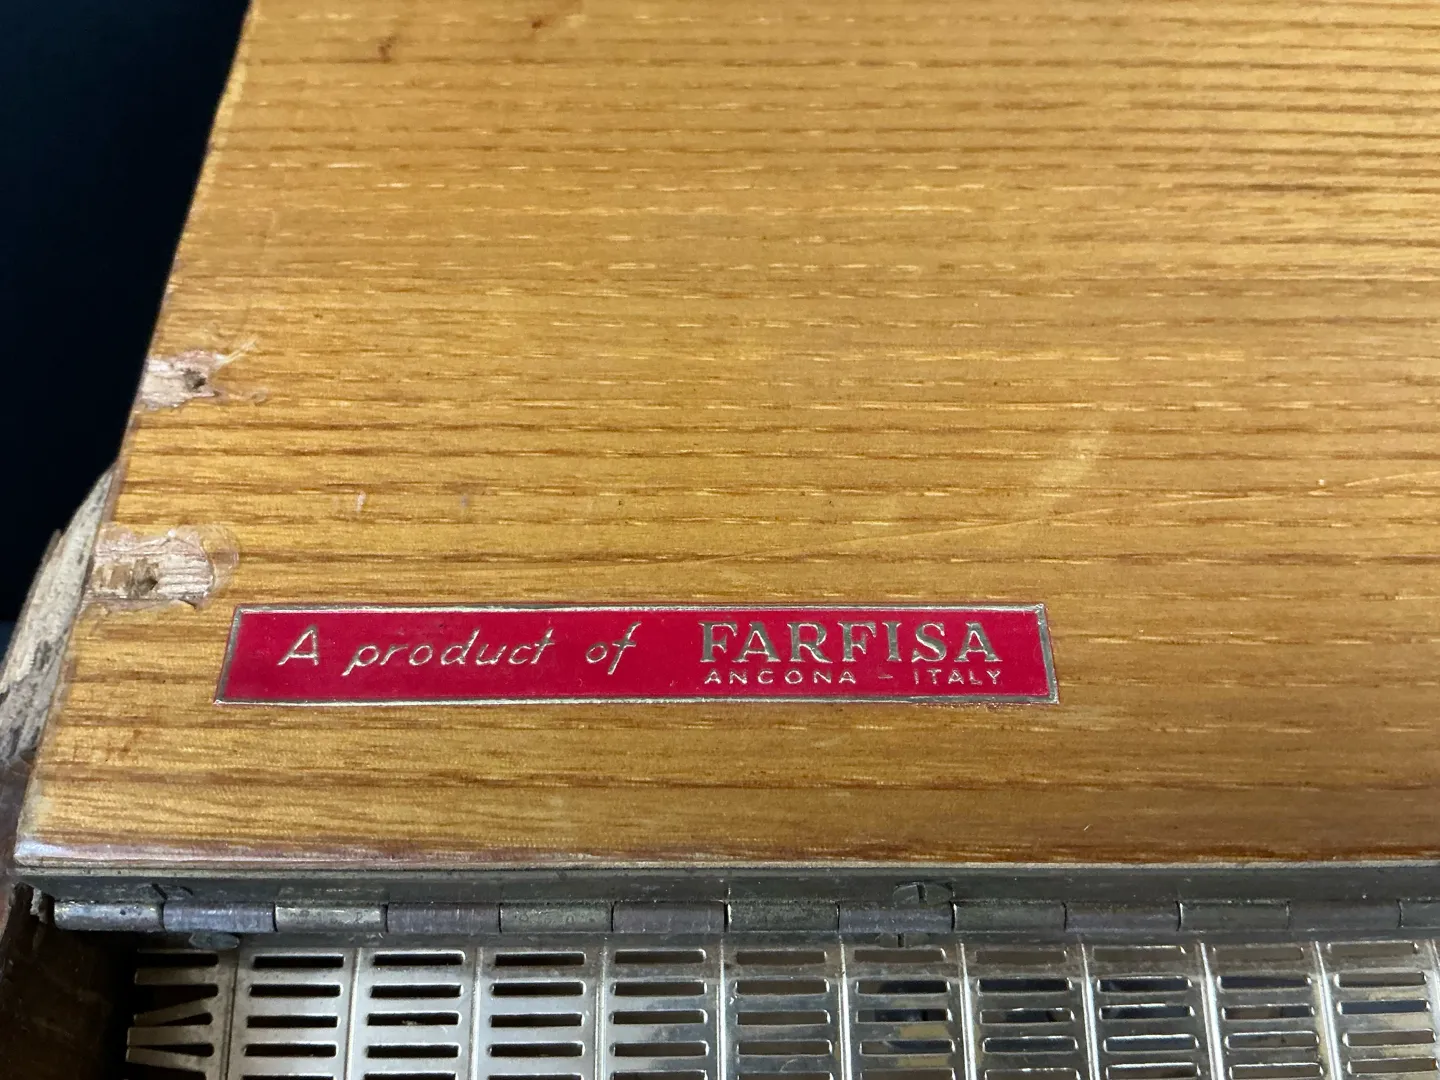 A product of FARFISA
ANCONA - ITALY